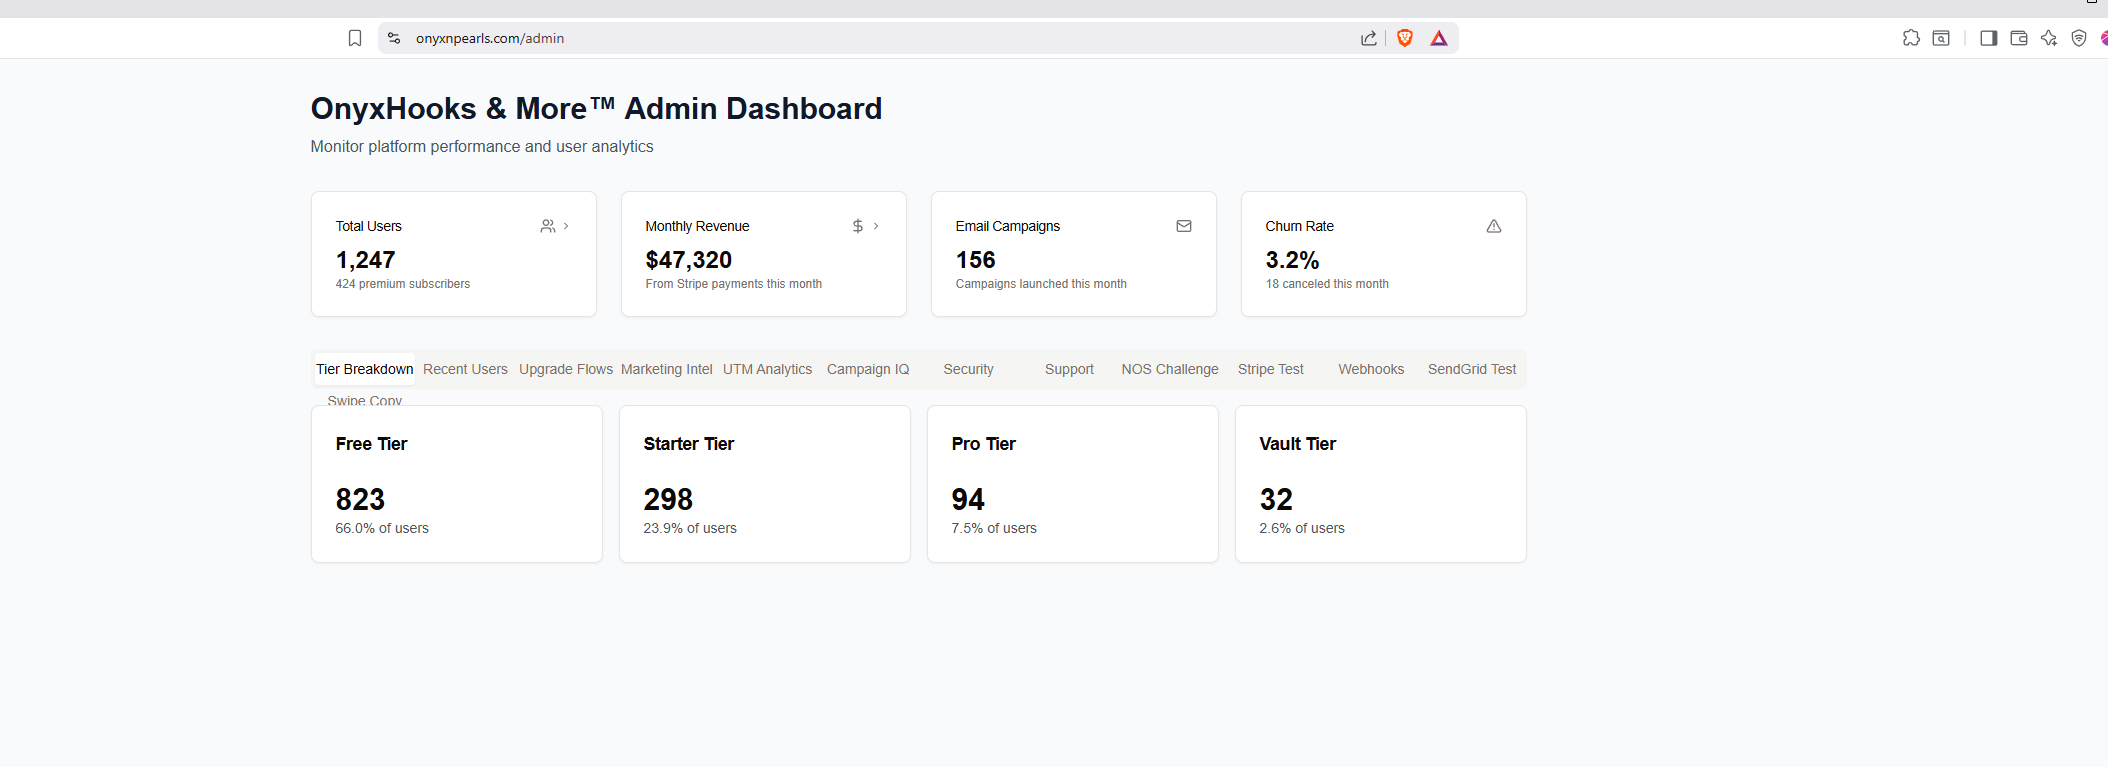 onyxnpearls.com/admin
OnyxHooks & More™ Admin Dashboard
Monitor platform performance and user analytics
Total Users
1,247
424 premium subscribers
Monthly Revenue
$47,320
From Stripe payments this month
Email Campaigns
156
Campaigns launched this month
Churn Rate
3.2%
18 canceled this month
Tier Breakdown Recent Users Upgrade Flows Marketing Intel UTM Analytics Campaign IQ Security Support NOS Challenge Stripe Test Webhooks SendGrid Test
Swipe Copy
Free Tier
823
66.0% of users
Starter Tier
298
23.9% of users
Pro Tier
94
7.5% of users
Vault Tier
32
2.6% of users